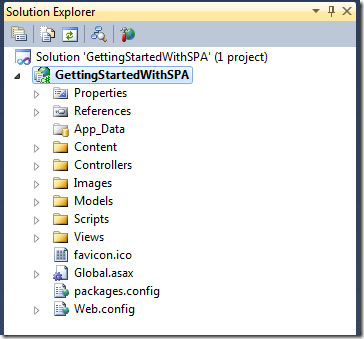 Solution Explorer
Solution 'GettingStartedWithSPA' (1 project)
GettingStartedWithSPA
Properties
References
App_Data
Content
Controllers
Images
Models
Scripts
Views
favicon.ico
Global.asax
packages.config
Web.config